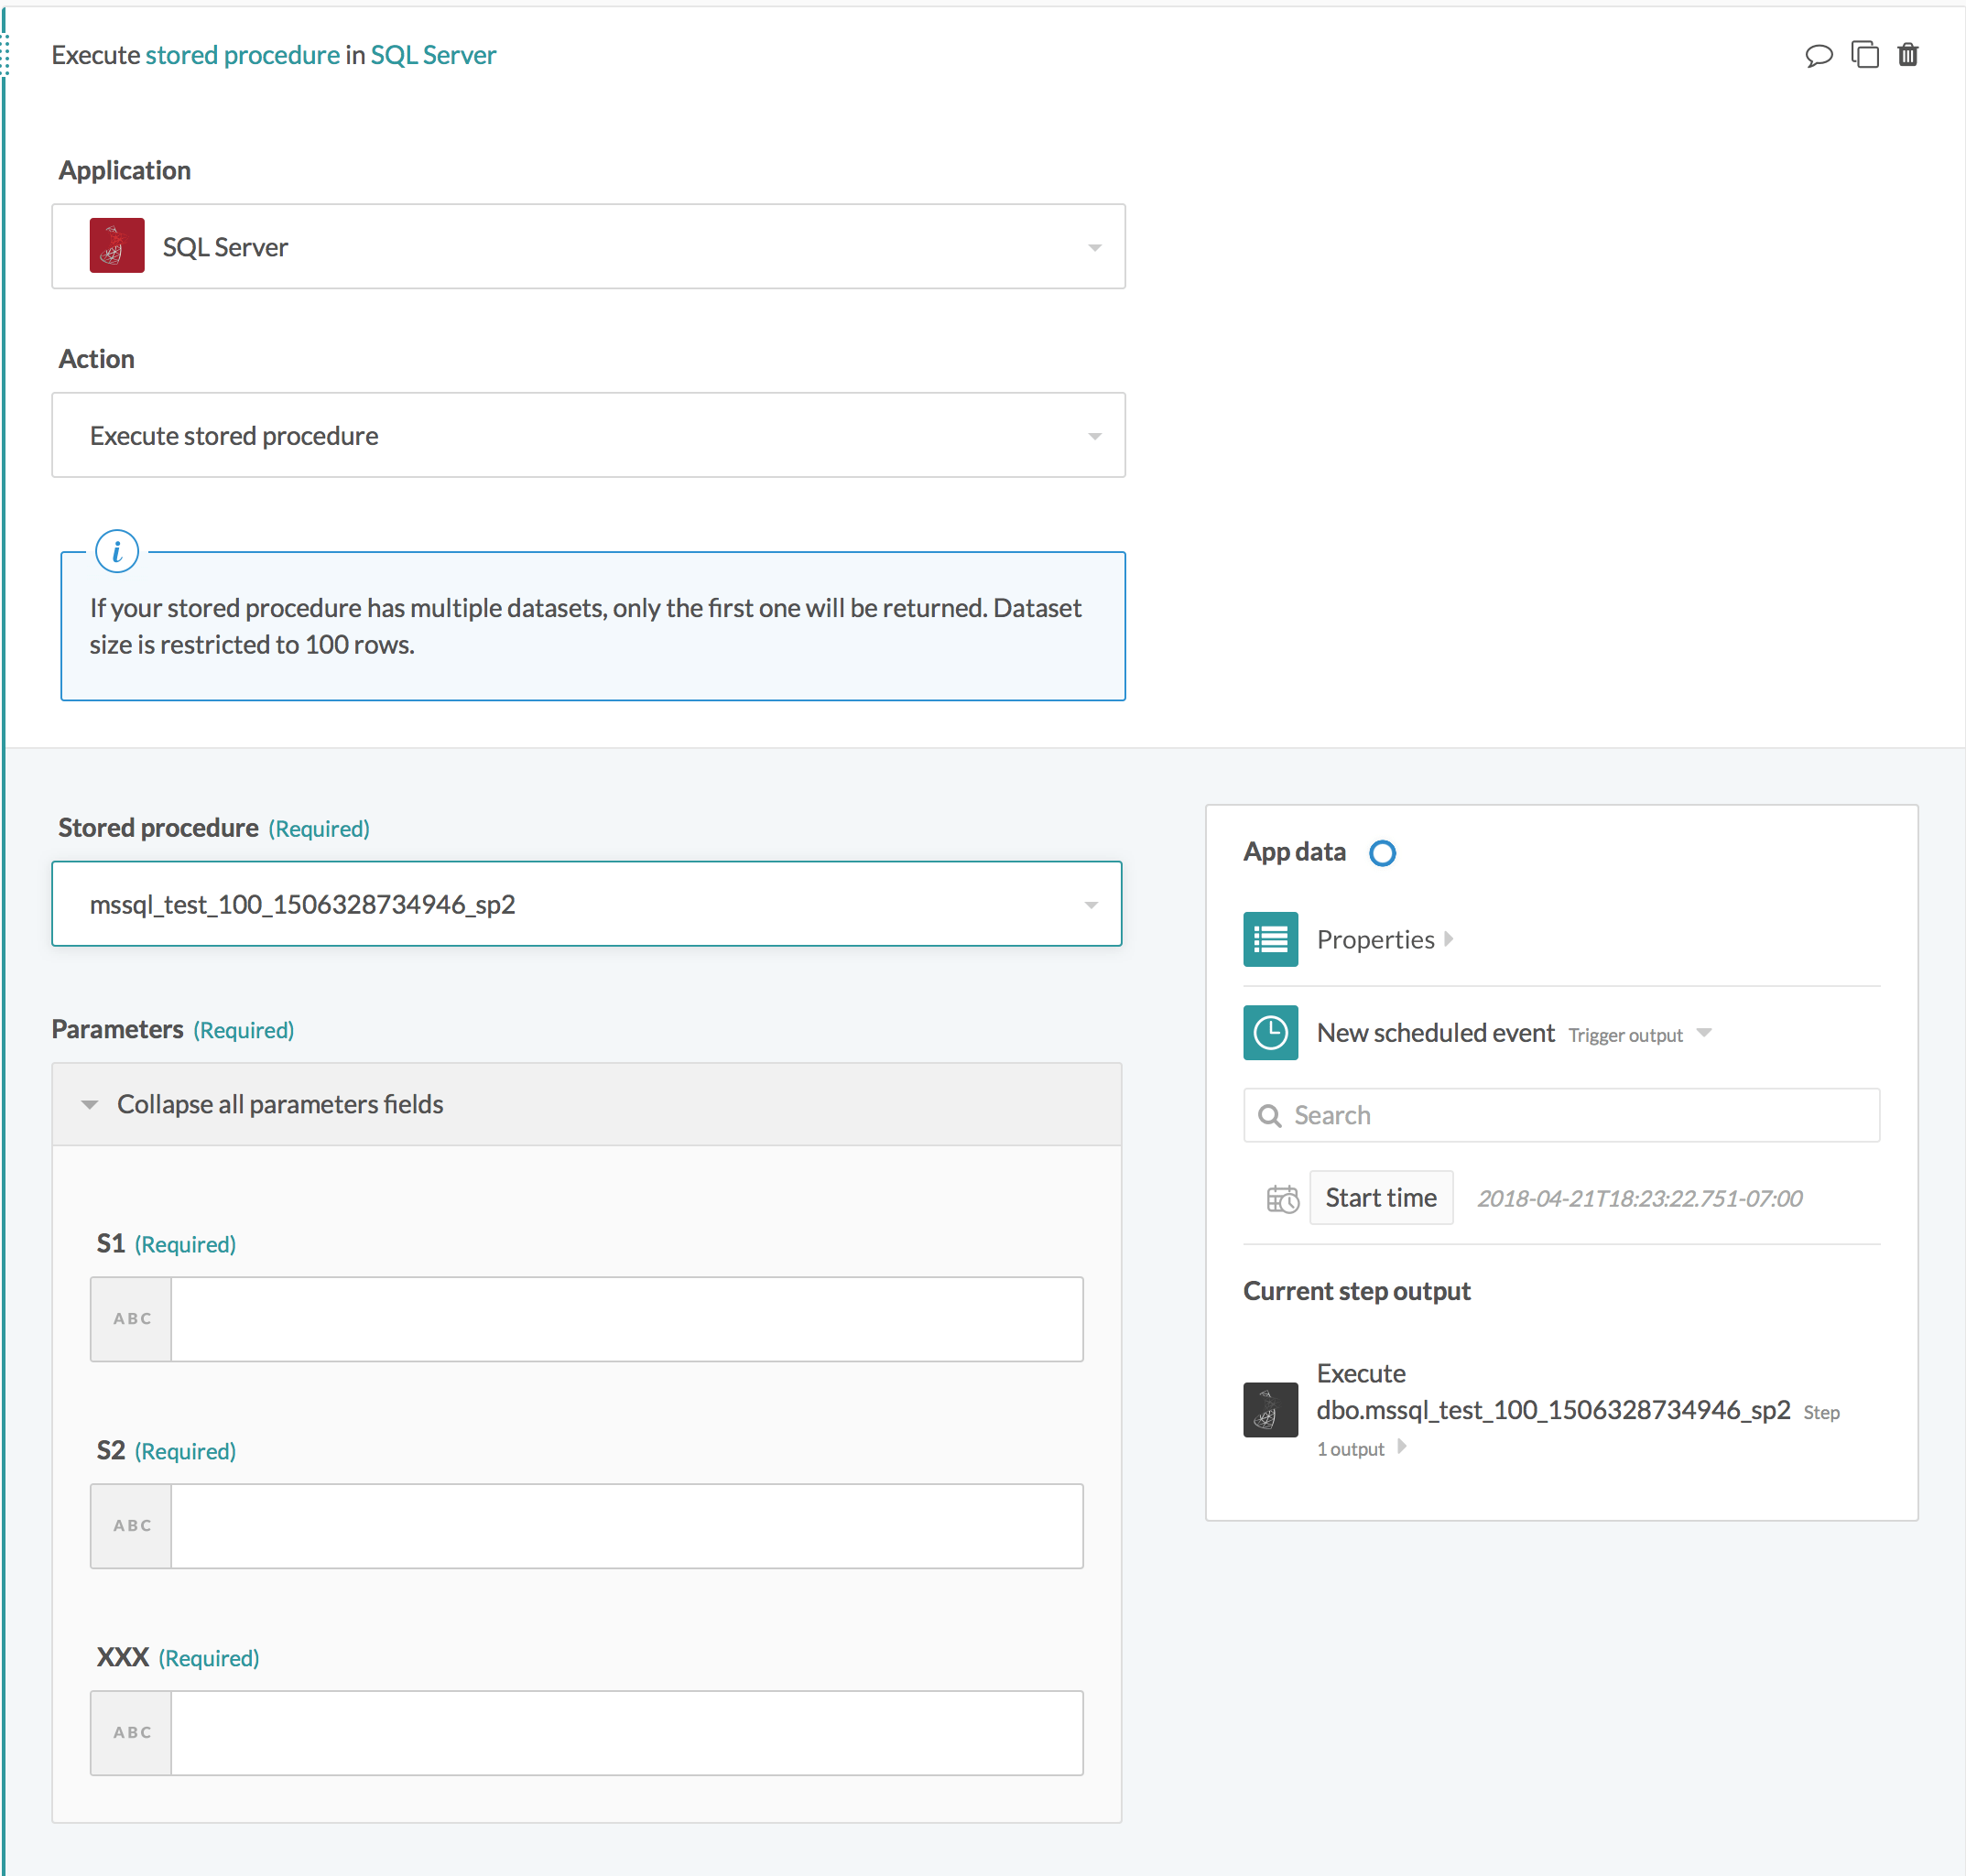 Execute stored procedure in SQL Server
Application
SQL Server
Action
Execute stored procedure
i
If your stored procedure has multiple datasets, only the first one will be returned. Dataset
size is restricted to 100 rows.
Stored procedure (Required)
mssql_test_100_1506328734946_sp2
Parameters (Required)
Collapse all parameters fields
S1 (Required)
ABC
S2 (Required)
ABC
XXX (Required)
ABC
App data
Properties
New scheduled event Trigger output
Search
Start time 2018-04-21T18:23:22.751-07:00
Current step output
Execute
dbo.mssql_test_100_1506328734946_sp2 Step
1 output